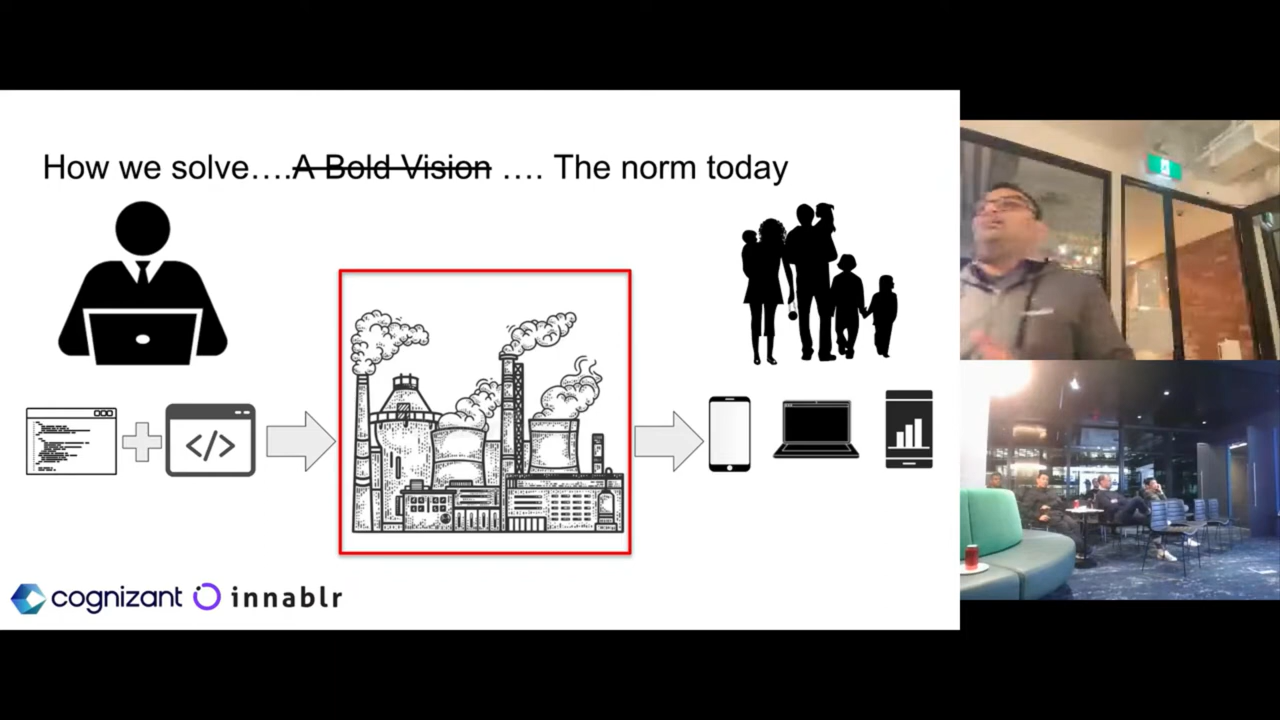 How we solve….A Bold Vision …. The norm today
</>
cognizant innablr